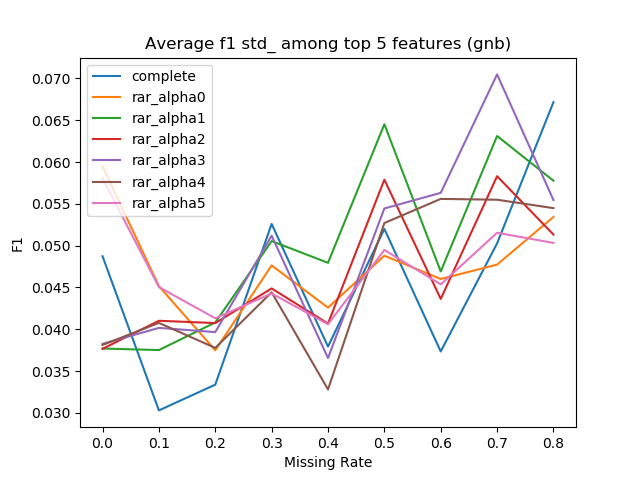 Average f1 std_ among top 5 features (gnb)
complete
rar_alpha0
rar_alpha1
rar_alpha2
rar_alpha3
rar_alpha4
rar_alpha5
0.070
0.065
0.060
0.055
0.050
0.045
0.040
0.035
0.030
F1
0.0 0.1 0.2 0.3 0.4 0.5 0.6 0.7 0.8
Missing Rate